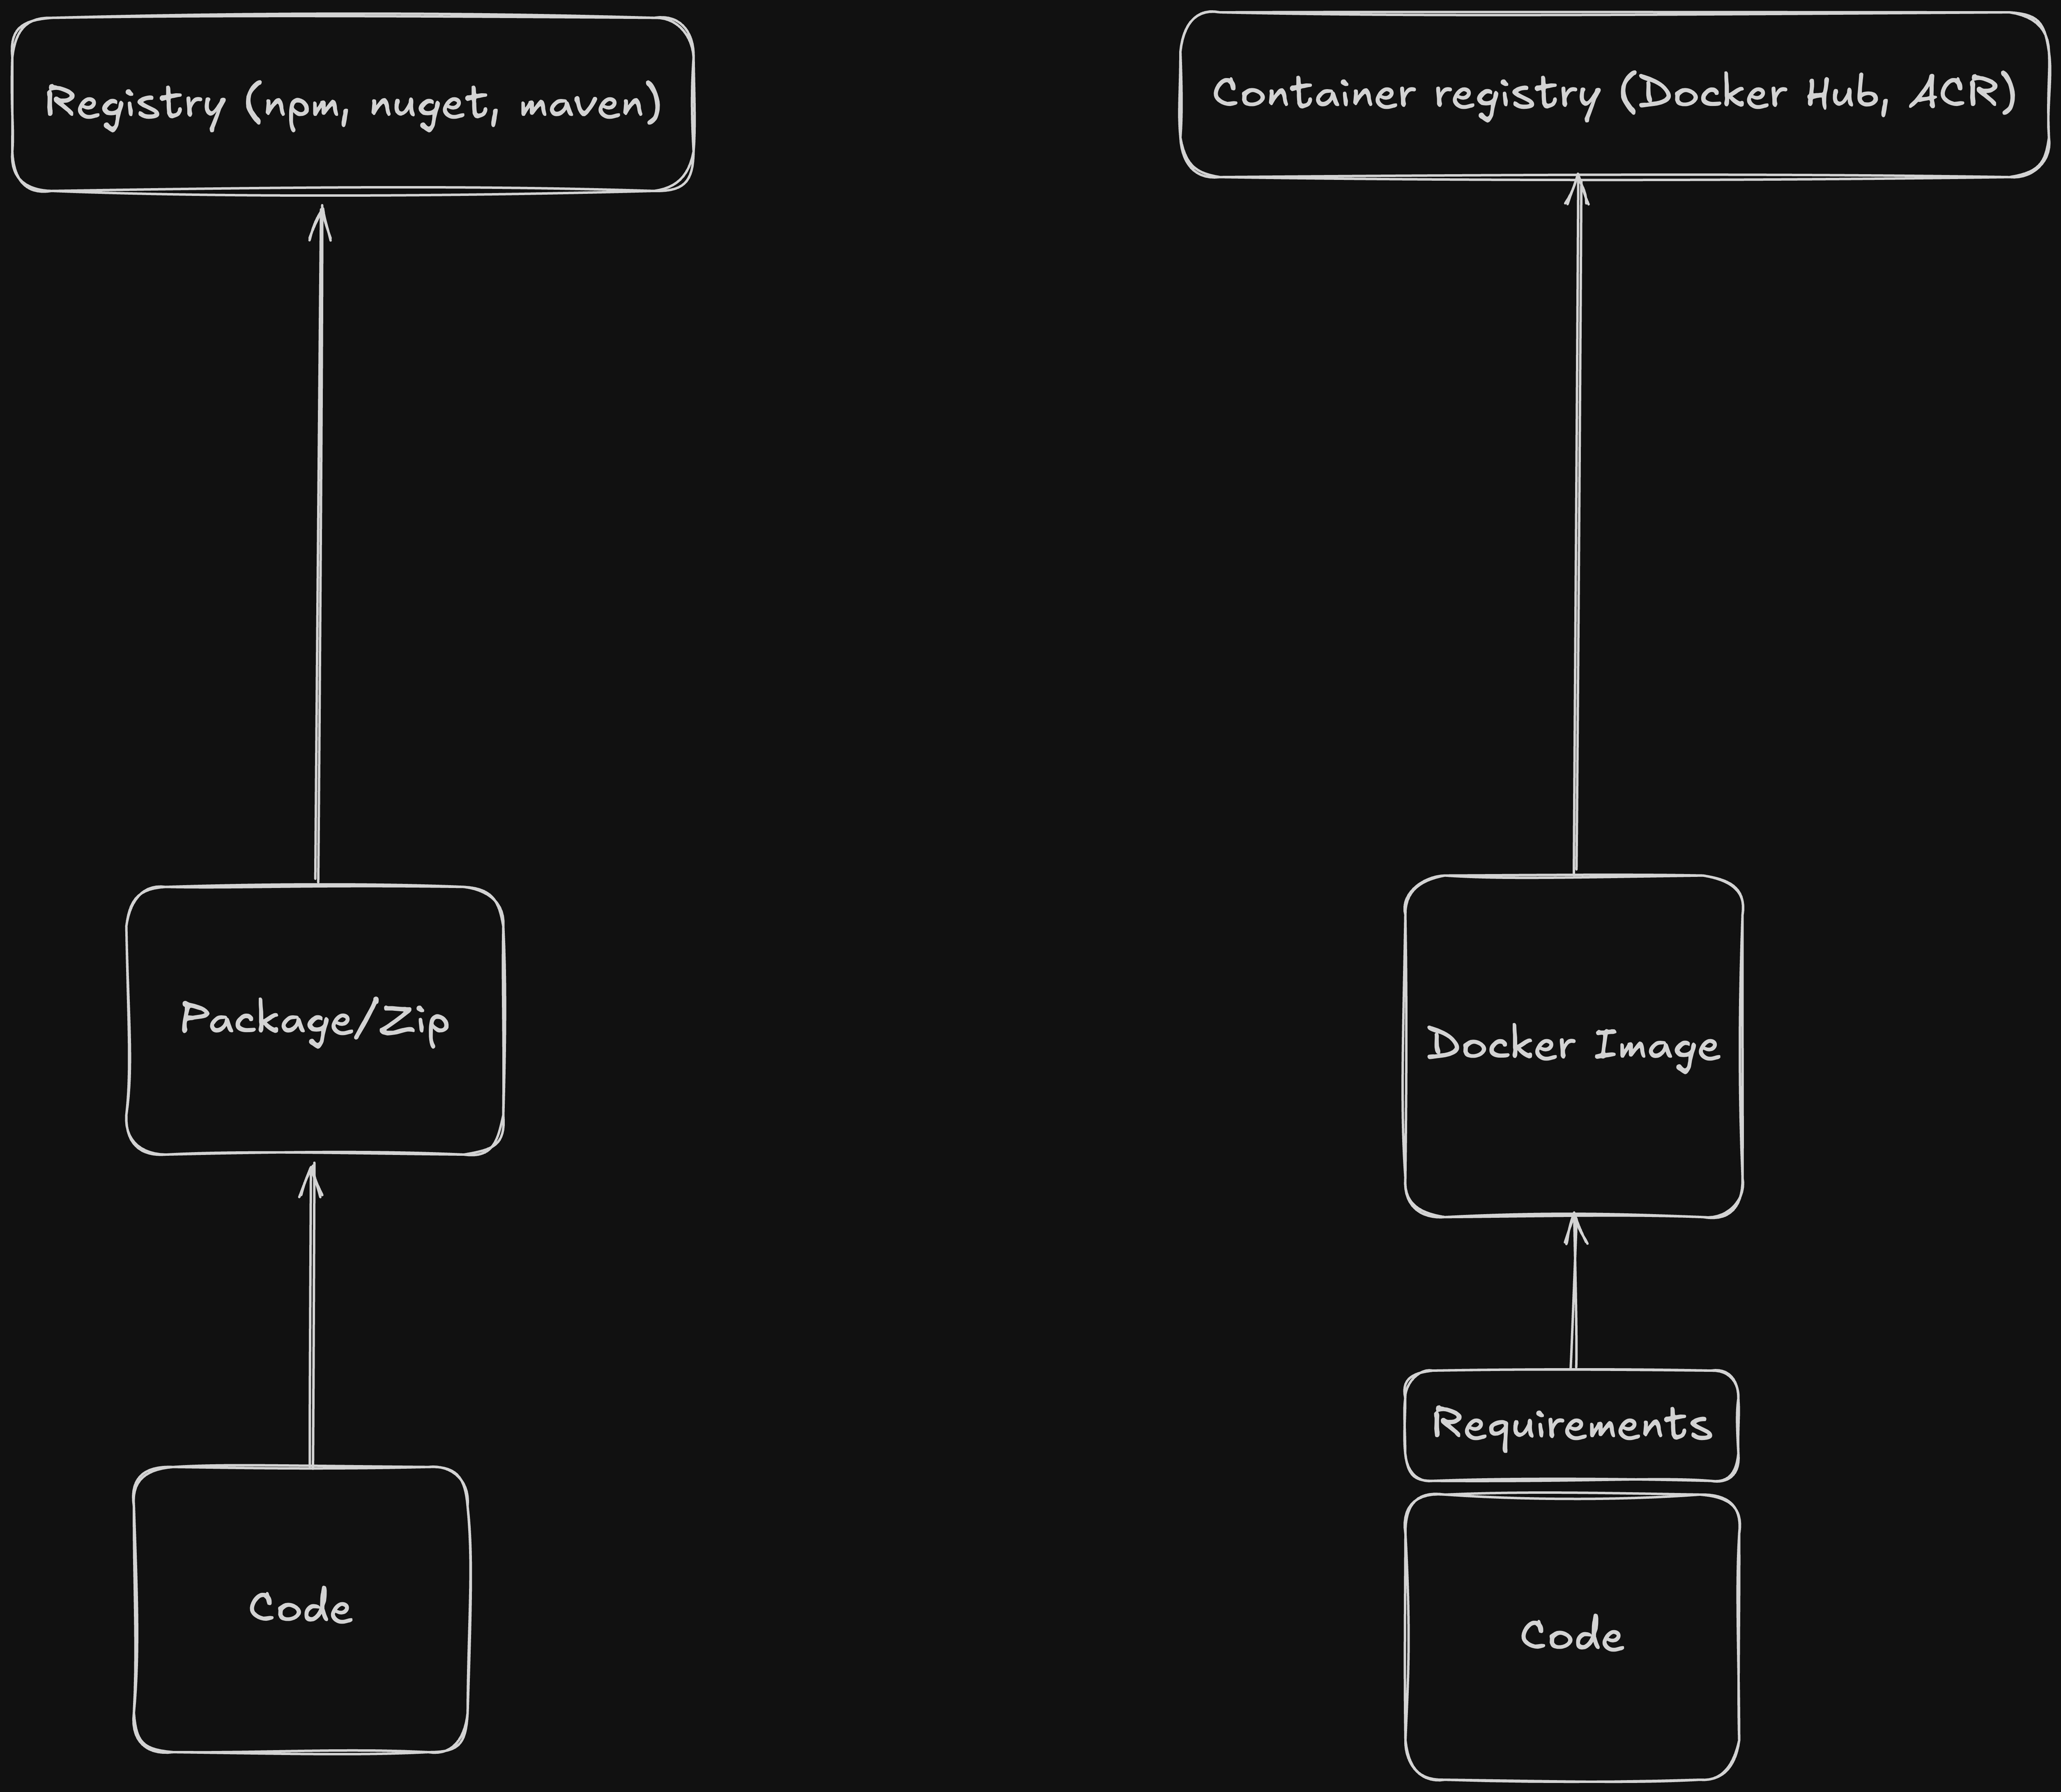 Registry (npm, nuget, maven)
Container registry (Docker Hub, ACR)
Package/Zip
Docker Image
Requirements
Code
Code